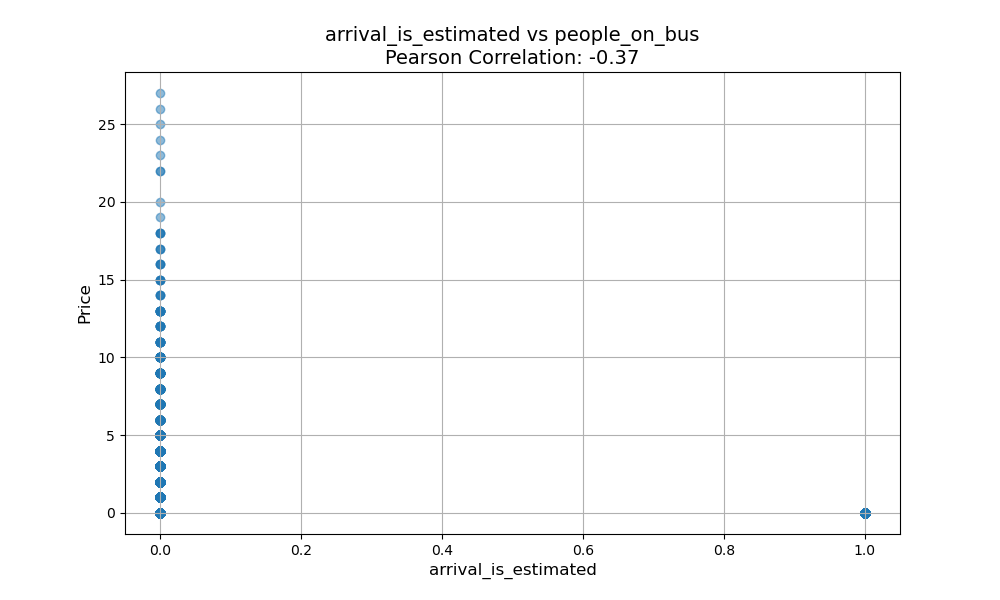 arrival_is_estimated vs people_on_bus
Pearson Correlation: -0.37
Price
25
20
15
10
5
0
0.0 0.2 0.4 0.6 0.8 1.0
arrival_is_estimated